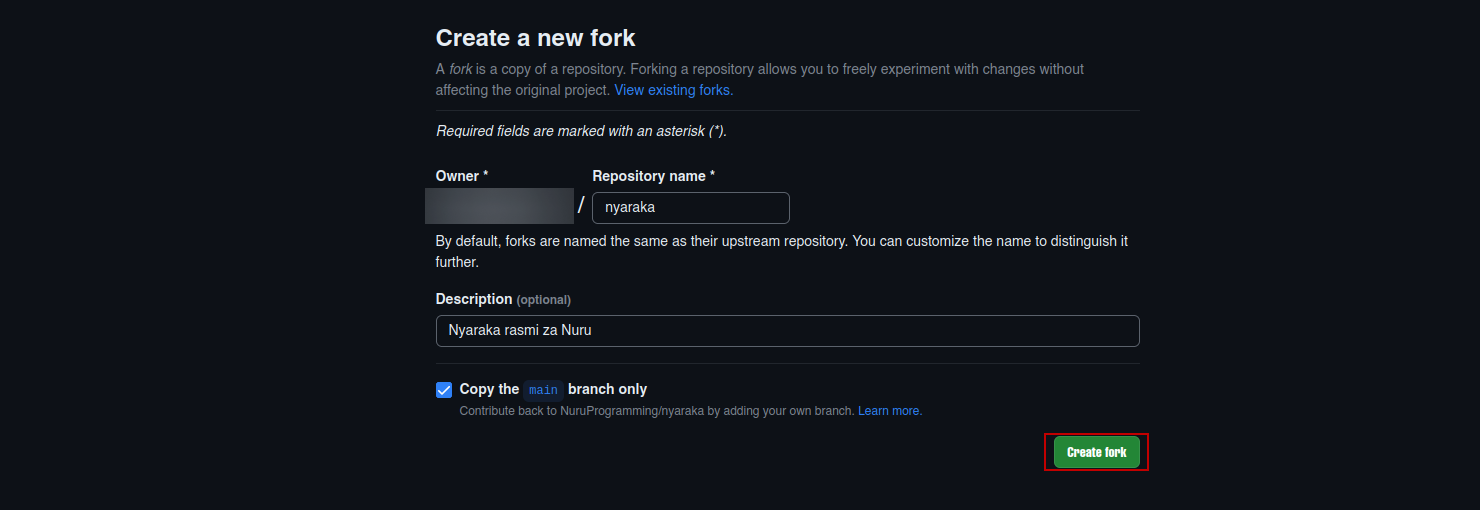 Create a new fork
A fork is a copy of a repository. Forking a repository allows you to freely experiment with changes without
affecting the original project. View existing forks.
Required fields are marked with an asterisk (*).
Owner * Repository name *
/ nyaraka
By default, forks are named the same as their upstream repository. You can customize the name to distinguish it
further.
Description (optional)
Nyaraka rasmi za Nuru
Copy the main branch only
Contribute back to NuruProgramming/nyaraka by adding your own branch. Learn more.
Create fork